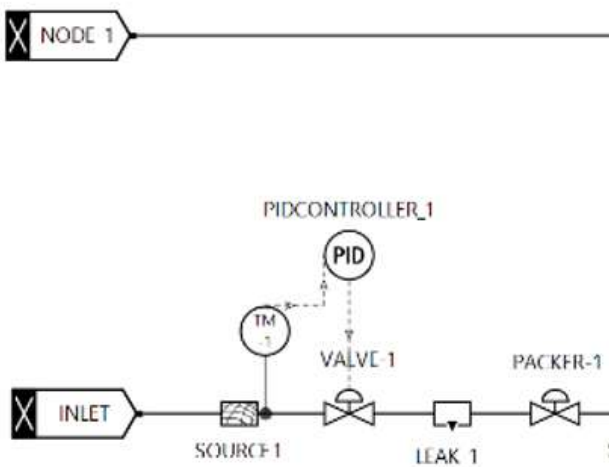 NODE 1
PIDCONTROLLER_1
PID
TM
-1
VALVE-1
PACKER-1
INLET
SOURCE1
LEAK 1